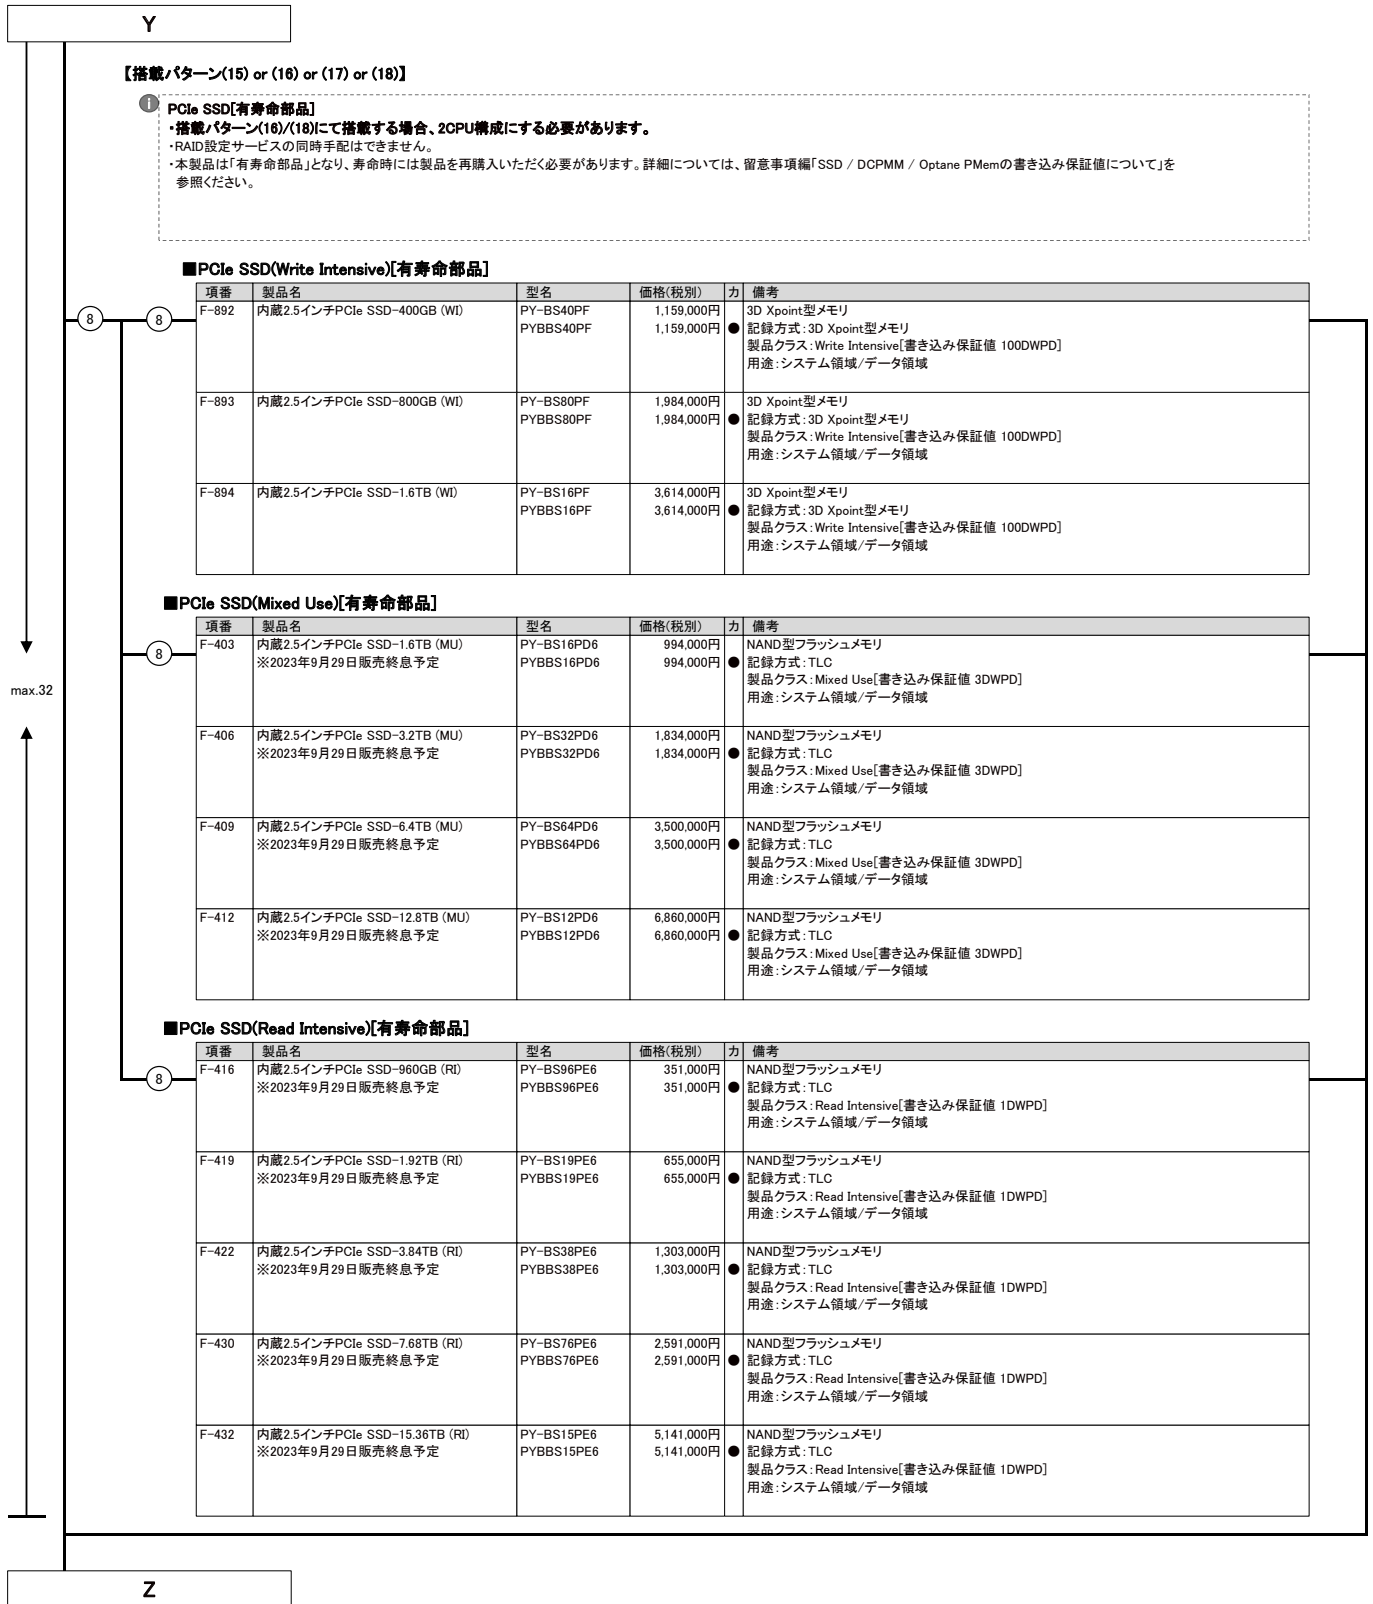 Y
【搭載パターン(15) or (16) or (17) or (18)】
i
PCIe SSD[有寿命部品]
・搭載パターン(16)/(18)にて搭載する場合、2CPU構成にする必要があります。
・RAID設定サービスの同時手配はできません。
・本製品は「有寿命部品」となり、寿命時には製品を再購入いただく必要があります。詳細については、留意事項編「SSD / DCPMM / Optane PMemの書き込み保証値について」を
参照ください。
■PCIe SSD(Write Intensive)[有寿命部品]
項番 製品名 型名 価格(税別) カ 備考
8 8 F-892 内蔵2.5インチPCIe SSD-400GB (WI) PY-BS40PF 1,159,000円 3D Xpoint型メモリ
PYBBS40PF 1,159,000円 ● 記録方式:3D Xpoint型メモリ
製品クラス:Write Intensive[書き込み保証値 100DWPD]
用途:システム領域/データ領域
F-893 内蔵2.5インチPCIe SSD-800GB (WI) PY-BS80PF 1,984,000円 3D Xpoint型メモリ
PYBBS80PF 1,984,000円 ● 記録方式:3D Xpoint型メモリ
製品クラス:Write Intensive[書き込み保証値 100DWPD]
用途:システム領域/データ領域
F-894 内蔵2.5インチPCIe SSD-1.6TB (WI) PY-BS16PF 3,614,000円 3D Xpoint型メモリ
PYBBS16PF 3,614,000円 ● 記録方式:3D Xpoint型メモリ
製品クラス:Write Intensive[書き込み保証値 100DWPD]
用途:システム領域/データ領域
■PCIe SSD(Mixed Use)[有寿命部品]
項番 製品名 型名 価格(税別) カ 備考
8 F-403 内蔵2.5インチPCIe SSD-1.6TB (MU) PY-BS16PD6 994,000円 NAND型フラッシュメモリ
※2023年9月29日販売終息予定 PYBBS16PD6 994,000円 ● 記録方式:TLC
製品クラス:Mixed Use[書き込み保証値 3DWPD]
max.32
用途:システム領域/データ領域
F-406 内蔵2.5インチPCIe SSD-3.2TB (MU) PY-BS32PD6 1,834,000円 NAND型フラッシュメモリ
※2023年9月29日販売終息予定 PYBBS32PD6 1,834,000円 ● 記録方式:TLC
製品クラス:Mixed Use[書き込み保証値 3DWPD]
用途:システム領域/データ領域
F-409 内蔵2.5インチPCIe SSD-6.4TB (MU) PY-BS64PD6 3,500,000円 NAND型フラッシュメモリ
※2023年9月29日販売終息予定 PYBBS64PD6 3,500,000円 ● 記録方式:TLC
製品クラス:Mixed Use[書き込み保証値 3DWPD]
用途:システム領域/データ領域
F-412 内蔵2.5インチPCIe SSD-12.8TB (MU) PY-BS12PD6 6,860,000円 NAND型フラッシュメモリ
※2023年9月29日販売終息予定 PYBBS12PD6 6,860,000円 ● 記録方式:TLC
製品クラス:Mixed Use[書き込み保証値 3DWPD]
用途:システム領域/データ領域
■PCIe SSD(Read Intensive)[有寿命部品]
項番 製品名 型名 価格(税別) カ 備考
8 F-416 内蔵2.5インチPCIe SSD-960GB (RI) PY-BS96PE6 351,000円 NAND型フラッシュメモリ
※2023年9月29日販売終息予定 PYBBS96PE6 351,000円 ● 記録方式:TLC
製品クラス:Read Intensive[書き込み保証値 1DWPD]
用途:システム領域/データ領域
F-419 内蔵2.5インチPCIe SSD-1.92TB (RI) PY-BS19PE6 655,000円 NAND型フラッシュメモリ
※2023年9月29日販売終息予定 PYBBS19PE6 655,000円 ● 記録方式:TLC
製品クラス:Read Intensive[書き込み保証値 1DWPD]
用途:システム領域/データ領域
F-422 内蔵2.5インチPCIe SSD-3.84TB (RI) PY-BS38PE6 1,303,000円 NAND型フラッシュメモリ
※2023年9月29日販売終息予定 PYBBS38PE6 1,303,000円 ● 記録方式:TLC
製品クラス:Read Intensive[書き込み保証値 1DWPD]
用途:システム領域/データ領域
F-430 内蔵2.5インチPCIe SSD-7.68TB (RI) PY-BS76PE6 2,591,000円 NAND型フラッシュメモリ
※2023年9月29日販売終息予定 PYBBS76PE6 2,591,000円 ● 記録方式:TLC
製品クラス:Read Intensive[書き込み保証値 1DWPD]
用途:システム領域/データ領域
F-432 内蔵2.5インチPCIe SSD-15.36TB (RI) PY-BS15PE6 5,141,000円 NAND型フラッシュメモリ
※2023年9月29日販売終息予定 PYBBS15PE6 5,141,000円 ● 記録方式:TLC
製品クラス:Read Intensive[書き込み保証値 1DWPD]
用途:システム領域/データ領域
Z